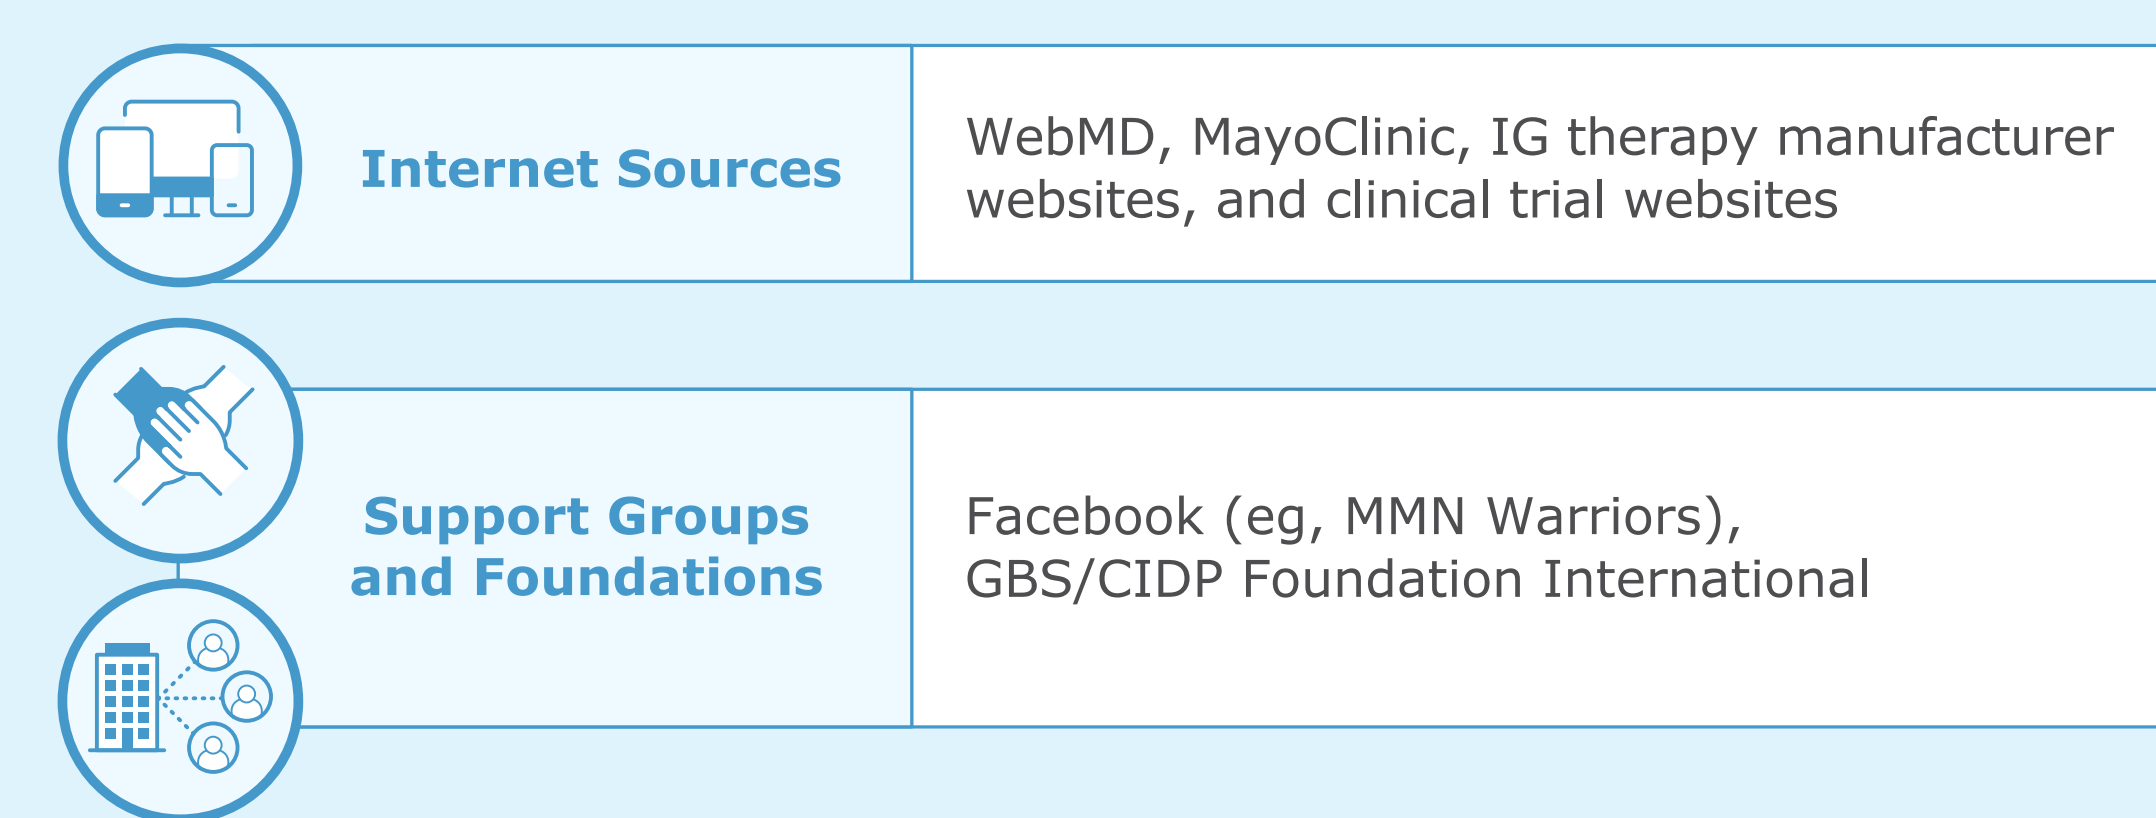 Internet Sources
WebMD, MayoClinic, IG therapy manufacturer
websites, and clinical trial websites
Support Groups
and Foundations
Facebook (eg, MMN Warriors),
GBS/CIDP Foundation International